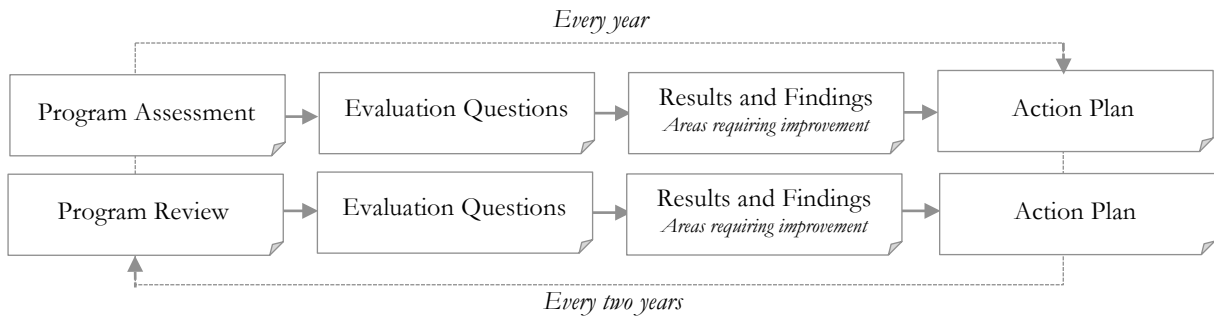 Every year
Program Assessment
Evaluation Questions
Results and Findings
Areas requiring improvement
Action Plan
Program Review
Evaluation Questions
Results and Findings
Areas requiring improvement
Action Plan
Every two years